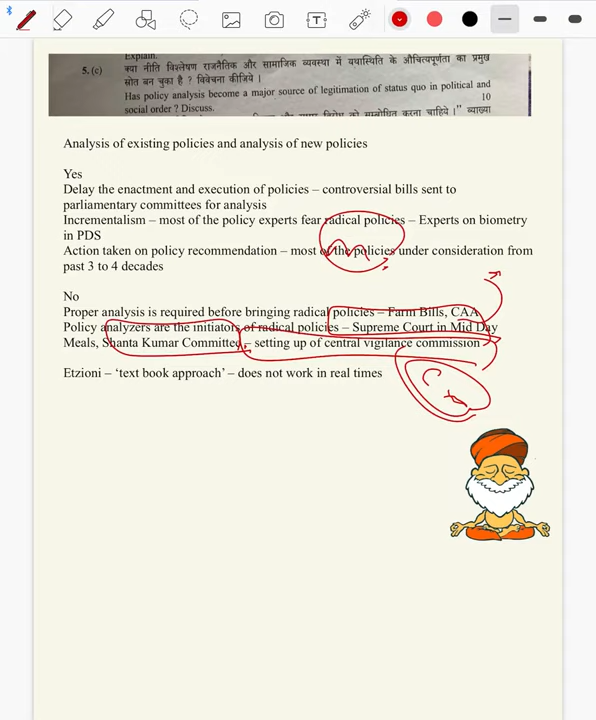 Explain.
5.(c) क्या नीति विश्लेषण राजनैतिक और सामाजिक व्यवस्था में यथास्थिति के औचित्यपूर्णता का प्रमुख
स्रोत बन चुका है ? विवेचना कीजिये ।
Has policy analysis become a major source of legitimation of status quo in political and
social order ? Discuss. 10
को सम्बोधित करना चाहिये ।" व्याख्या
Analysis of existing policies and analysis of new policies
Yes
Delay the enactment and execution of policies – controversial bills sent to
parliamentary committees for analysis
Incrementalism – most of the policy experts fear radical policies – Experts on biometry
in PDS
Action taken on policy recommendation – most of the policies under consideration from
past 3 to 4 decades
No
Proper analysis is required before bringing radical policies – Farm Bills, CAA
Policy analyzers are the initiators of radical policies – Supreme Court in Mid Day
Meals, Shanta Kumar Committee – setting up of central vigilance commission
Etzioni – ‘text book approach’ – does not work in real times